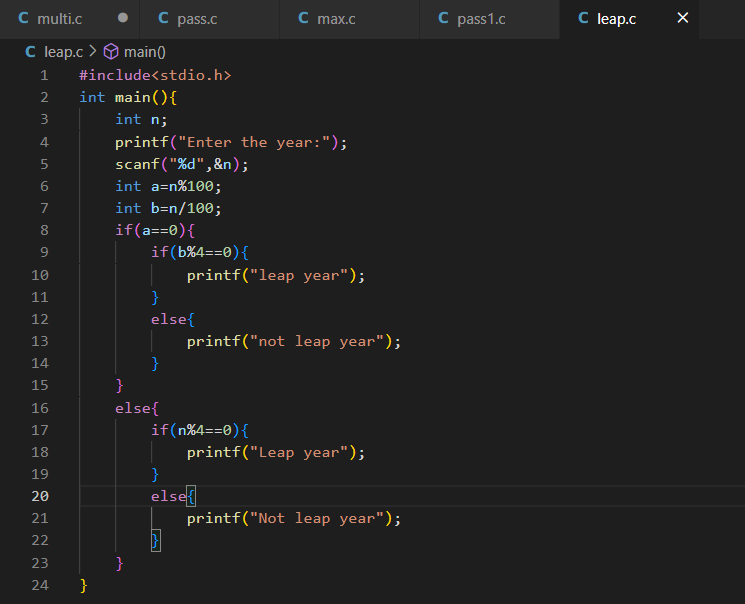 C multi.c ● C pass.c C max.c C pass1.c C leap.c ×
C leap.c > main()
1 #include<stdio.h>
2 int main(){
3     int n;
4     printf("Enter the year:");
5     scanf("%d",&n);
6     int a=n%100;
7     int b=n/100;
8     if(a==0){
9         if(b%4==0){
10             printf("leap year");
11         }
12         else{
13             printf("not leap year");
14         }
15     }
16     else{
17         if(n%4==0){
18             printf("Leap year");
19         }
20         else{
21             printf("Not leap year");
22         }
23     }
24 }